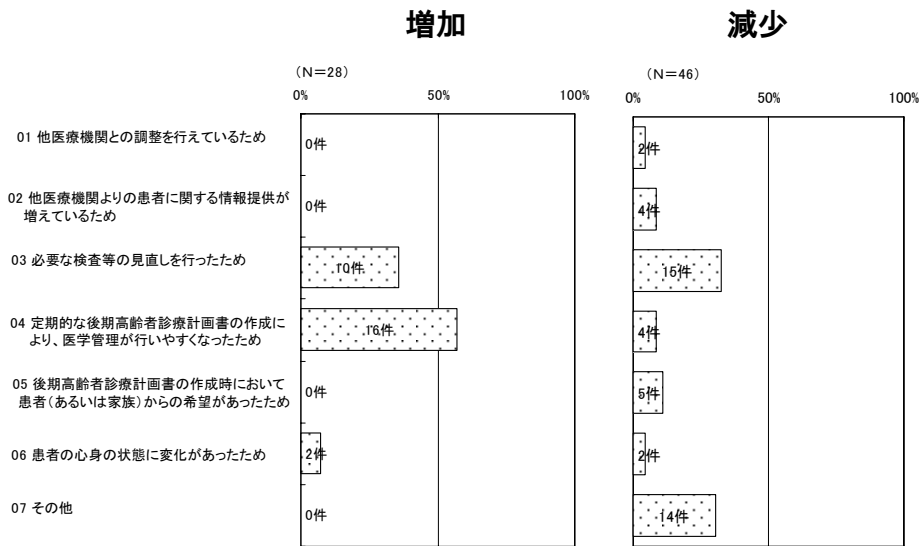 増加
減少
（N＝28）
（N＝46）
0%
50%
100%
0%
50%
100%
01 他医療機関との調整を行えているため
0件
2件
02 他医療機関よりの患者に関する情報提供が
増えているため
0件
4件
03 必要な検査等の見直しを行ったため
10件
15件
04 定期的な後期高齢者診療計画書の作成に
より、医学管理が行いやすくなったため
16件
4件
05 後期高齢者診療計画書の作成時において
患者（あるいは家族）からの希望があったため
0件
5件
06 患者の心身の状態に変化があったため
2件
2件
07 その他
0件
14件